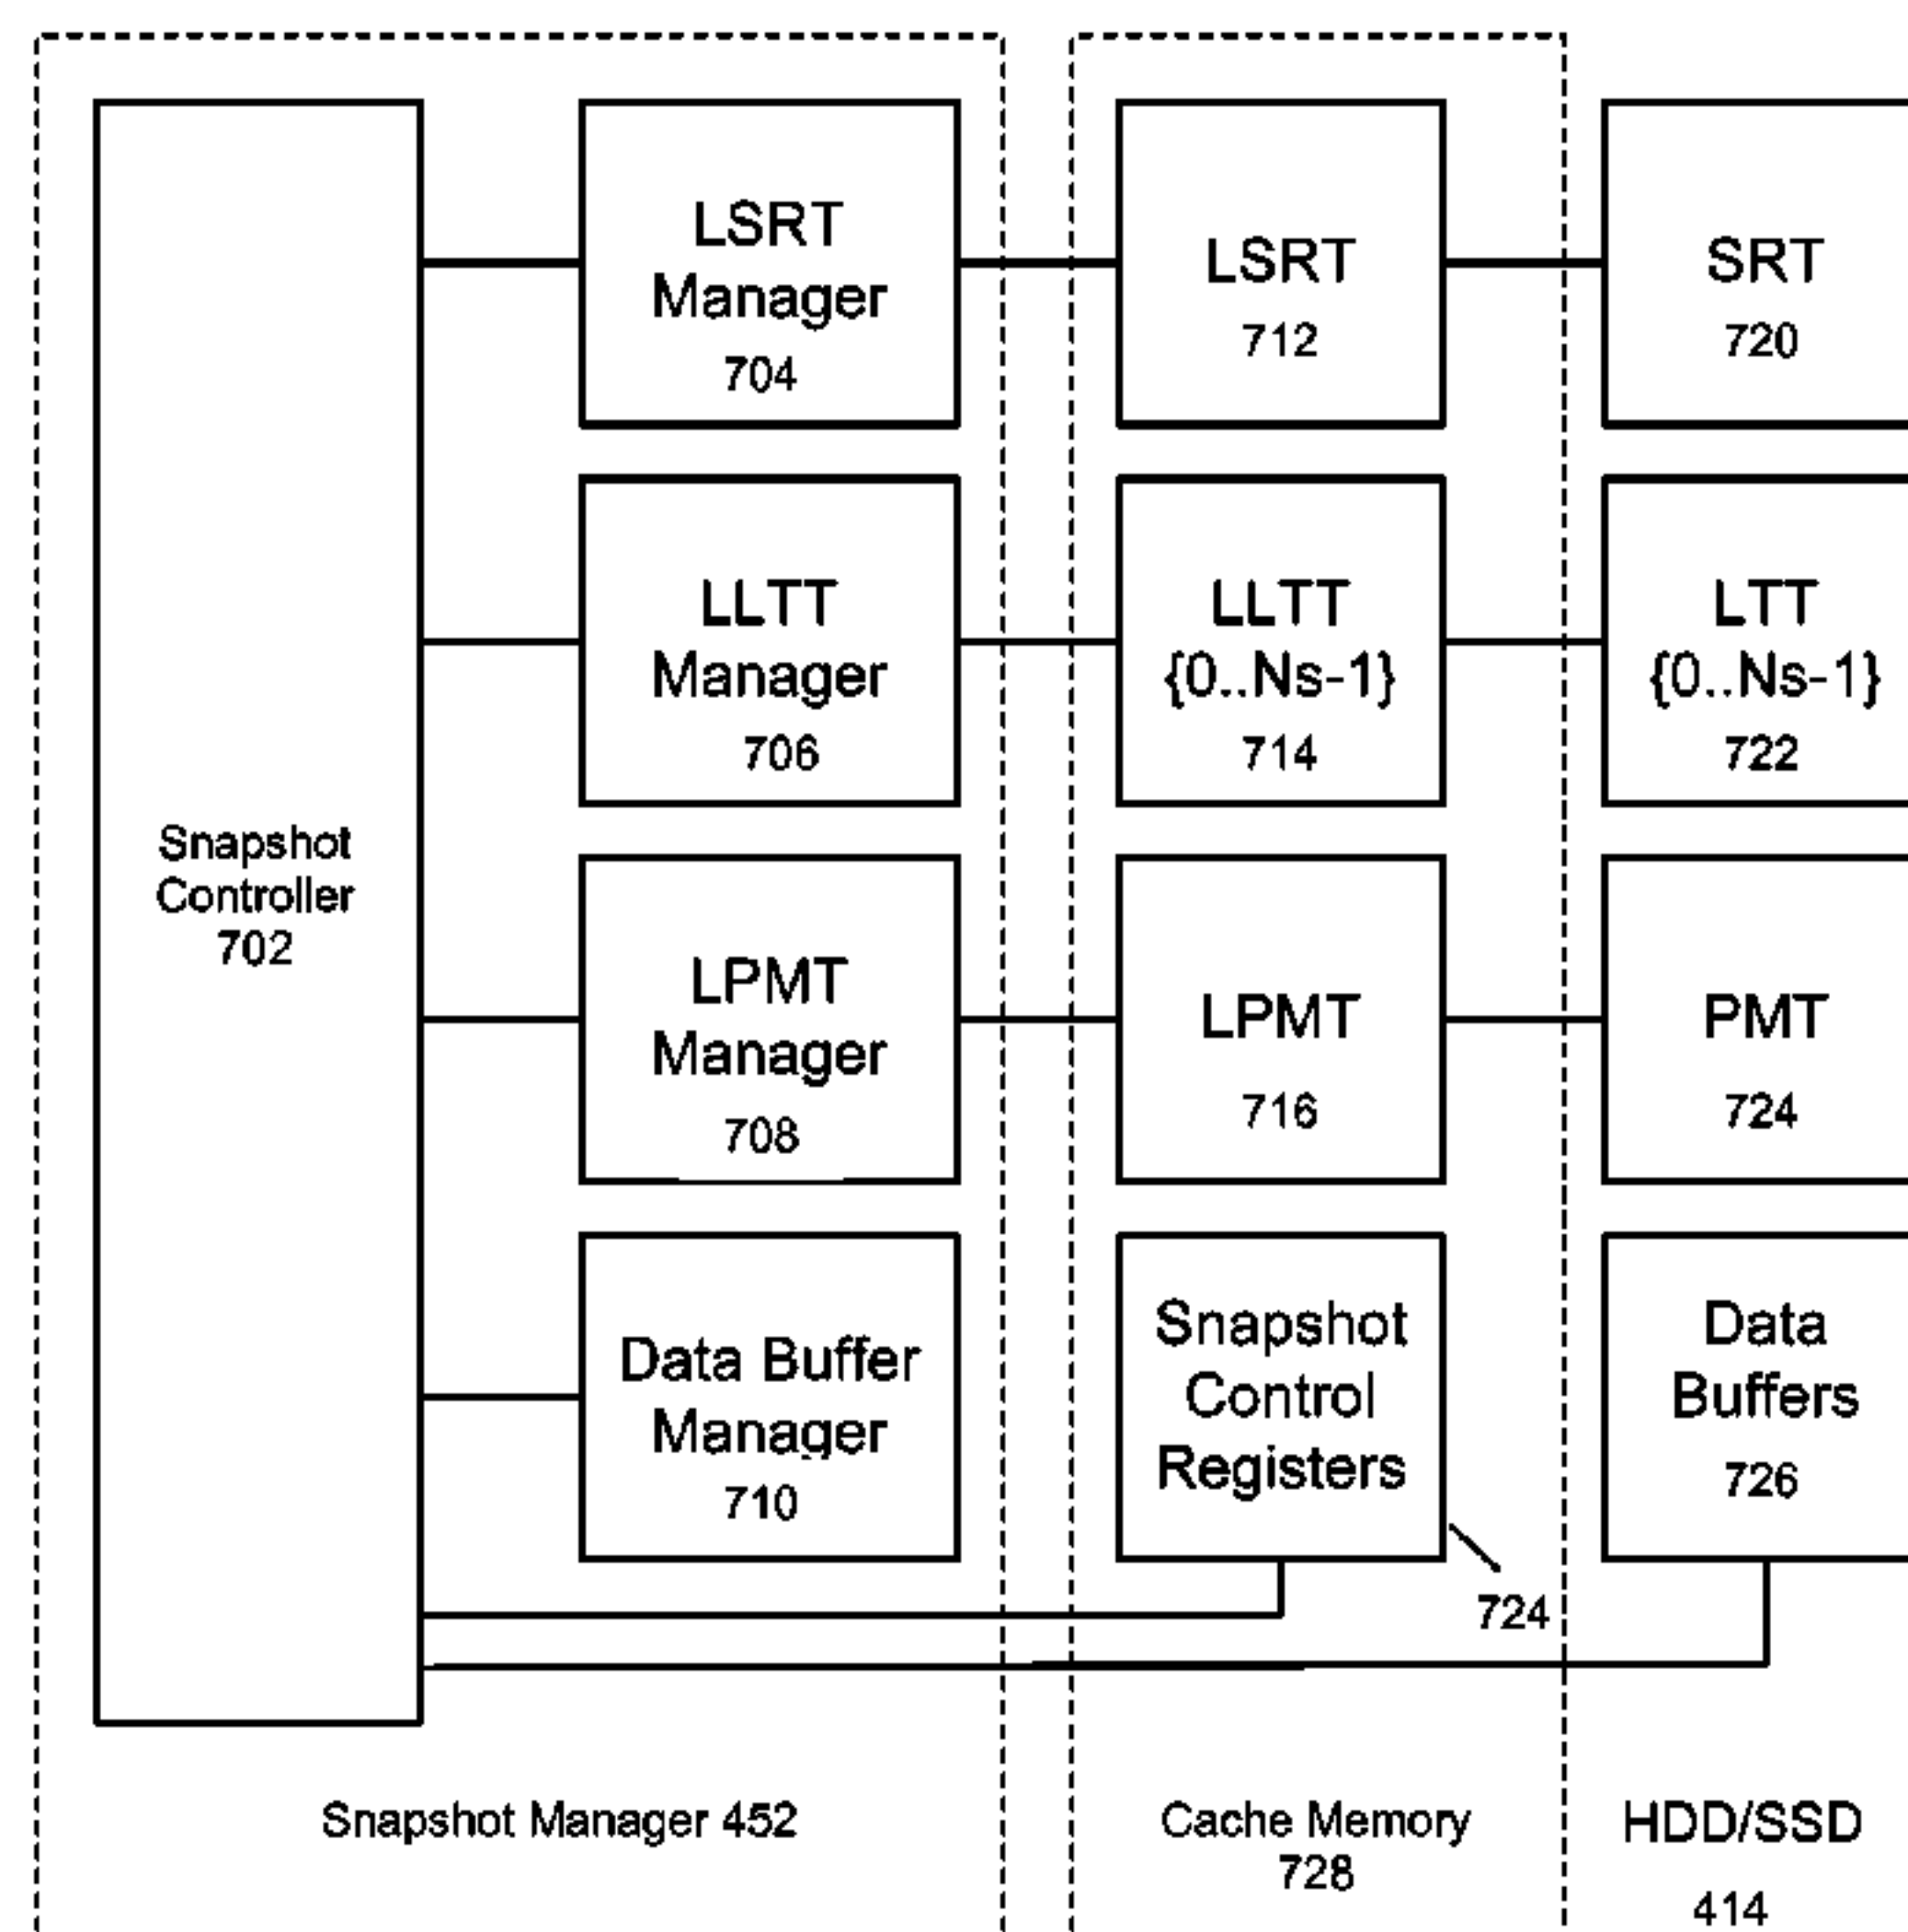 Snapshot
Controller
702
LSRT
Manager
704
LSRT
712
SRT
720
LLTT
Manager
706
LLTT
{0..Ns-1}
714
LTT
{0..Ns-1}
722
LPMT
Manager
708
LPMT
716
PMT
724
Data Buffer
Manager
710
Snapshot
Control
Registers
724
Data
Buffers
726
Snapshot Manager 452
Cache Memory
728
HDD/SSD
414